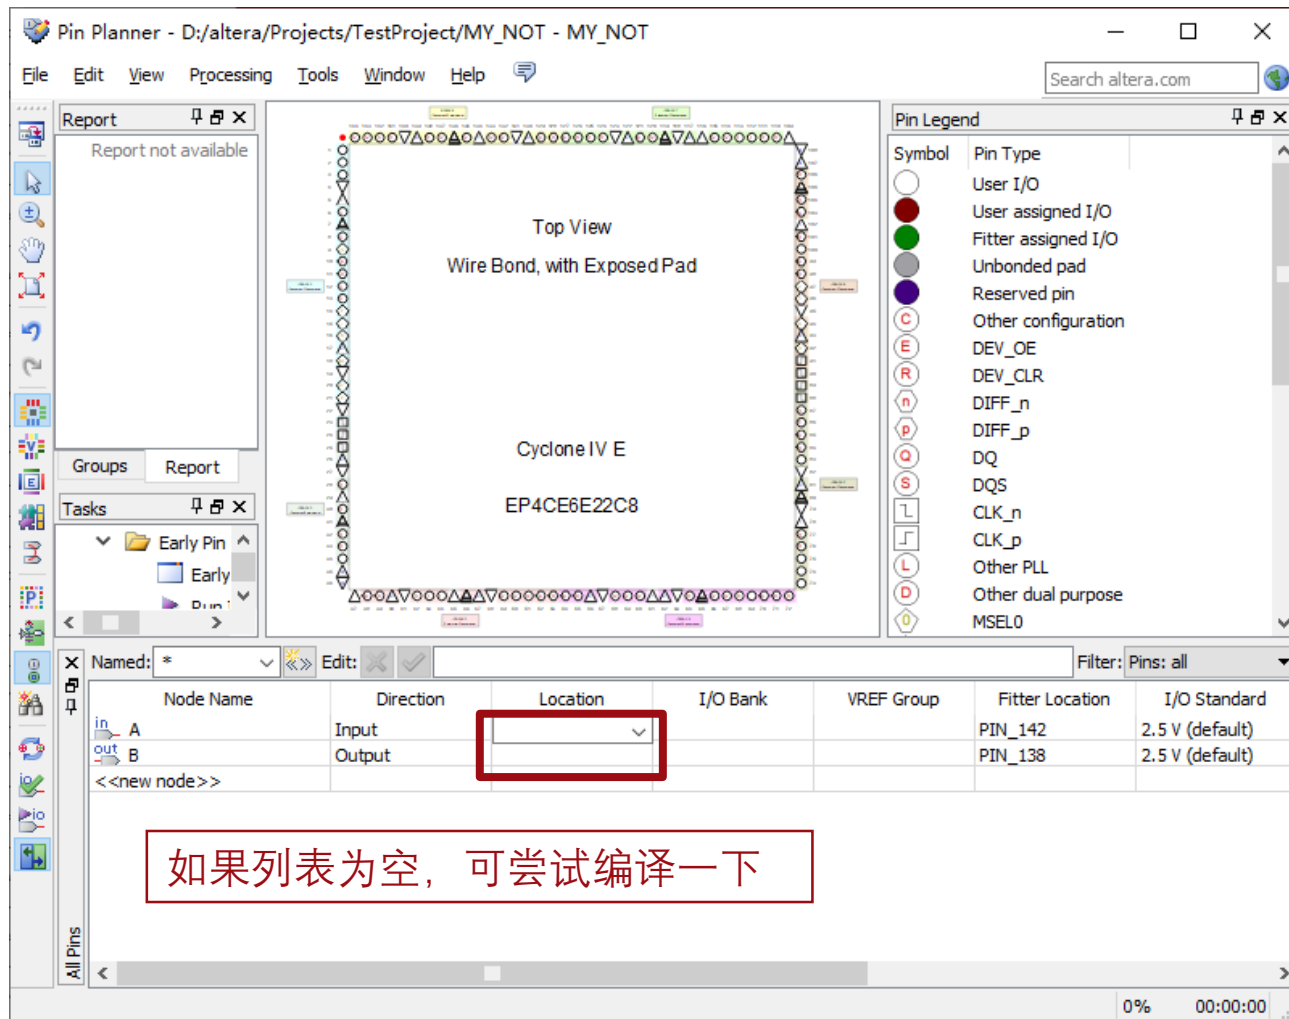 Pin Planner - D:/altera/Projects/TestProject/MY_NOT - MY_NOT
File Edit View Processing Tools Window Help
Search altera.com
Report
Report not available
Groups Report
Tasks
Early Pin
Early
Top View
Wire Bond, with Exposed Pad
Cyclone IV E
EP4CE6E22C8
Pin Legend
Symbol Pin Type
User I/O
User assigned I/O
Fitter assigned I/O
Unbonded pad
Reserved pin
C Other configuration
E DEV_OE
R DEV_CLR
n DIFF_n
p DIFF_p
Q DQ
S DQS
CLK_n
CLK_p
L Other PLL
D Other dual purpose
0 MSEL0
Named: * Edit: Filter: Pins: all
Node Name Direction Location I/O Bank VREF Group Fitter Location I/O Standard
in A Input PIN_142 2.5 V (default)
out B Output PIN_138 2.5 V (default)
<<new node>>
如果列表为空，可尝试编译一下
All Pins
0% 00:00:00